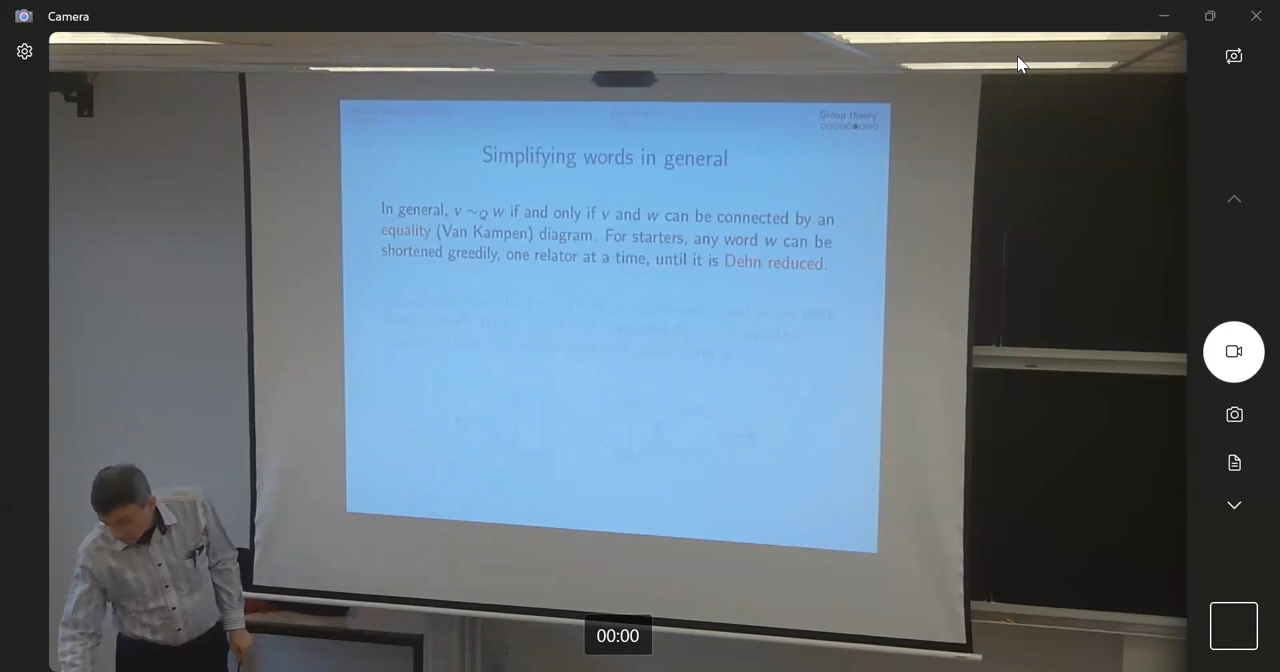 Camera
Group theory
Simplifying words in general
In general, v ∼Q w if and only if v and w can be connected by an
equality (Van Kampen) diagram. For starters, any word w can be
shortened greedily, one relator at a time, until it is Dehn reduced.
00:00